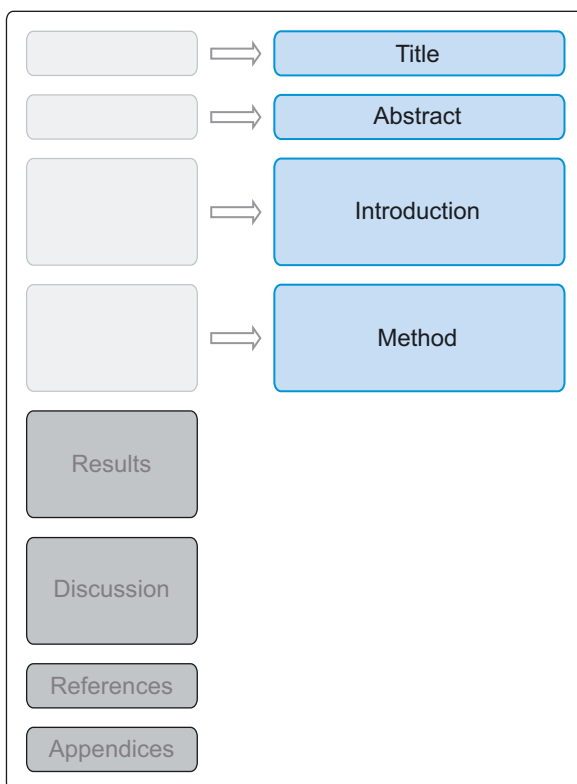 Title
Abstract
Introduction
Method
Results
Discussion
References
Appendices